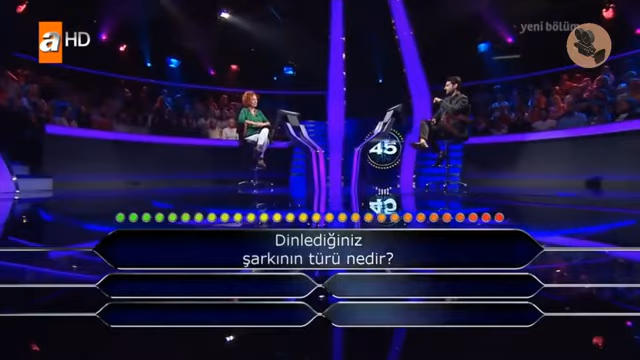 a HD
yeni bölüm
45
Dinlediğiniz
şarkının türü nedir?